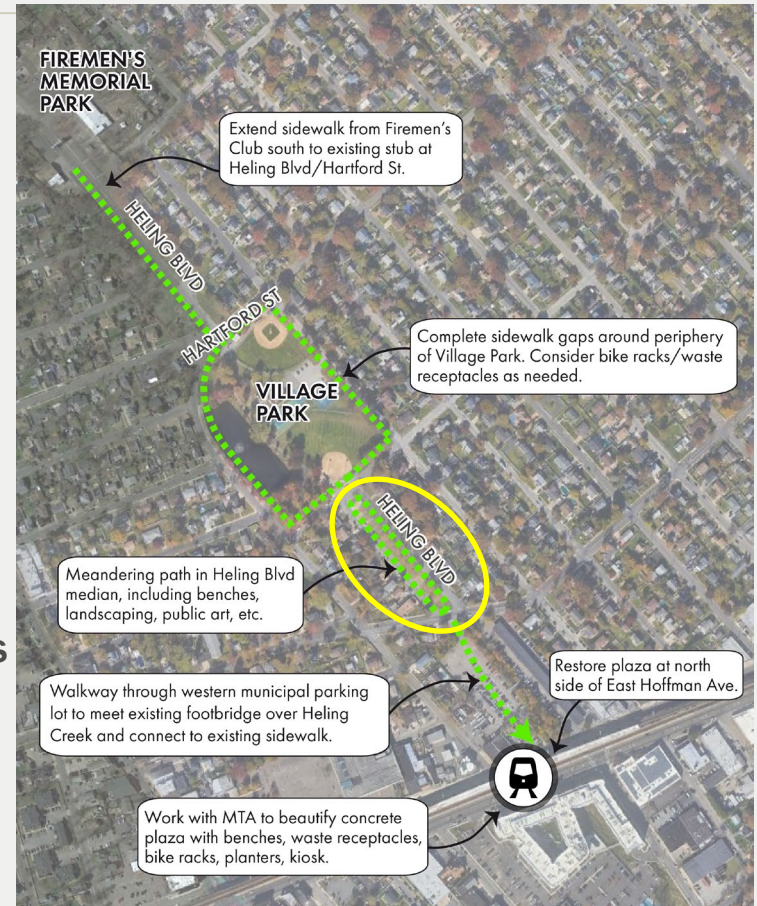 FIREMEN'S
MEMORIAL
PARK
Extend sidewalk from Firemen's
Club south to existing stub at
Heling Blvd/Hartford St.
HELING BLVD
HARTFORD ST
Complete sidewalk gaps around periphery
of Village Park. Consider bike racks/waste
receptacles as needed.
VILLAGE
PARK
HELING BLVD
Meandering path in Heling Blvd
median, including benches,
landscaping, public art, etc.
S
Restore plaza at north
side of East Hoffman Ave.
Walkway through western municipal parking
lot to meet existing footbridge over Heling
Creek and connect to existing sidewalk.
Work with MTA to beautify concrete
plaza with benches, waste receptacles,
bike racks, planters, kiosk.